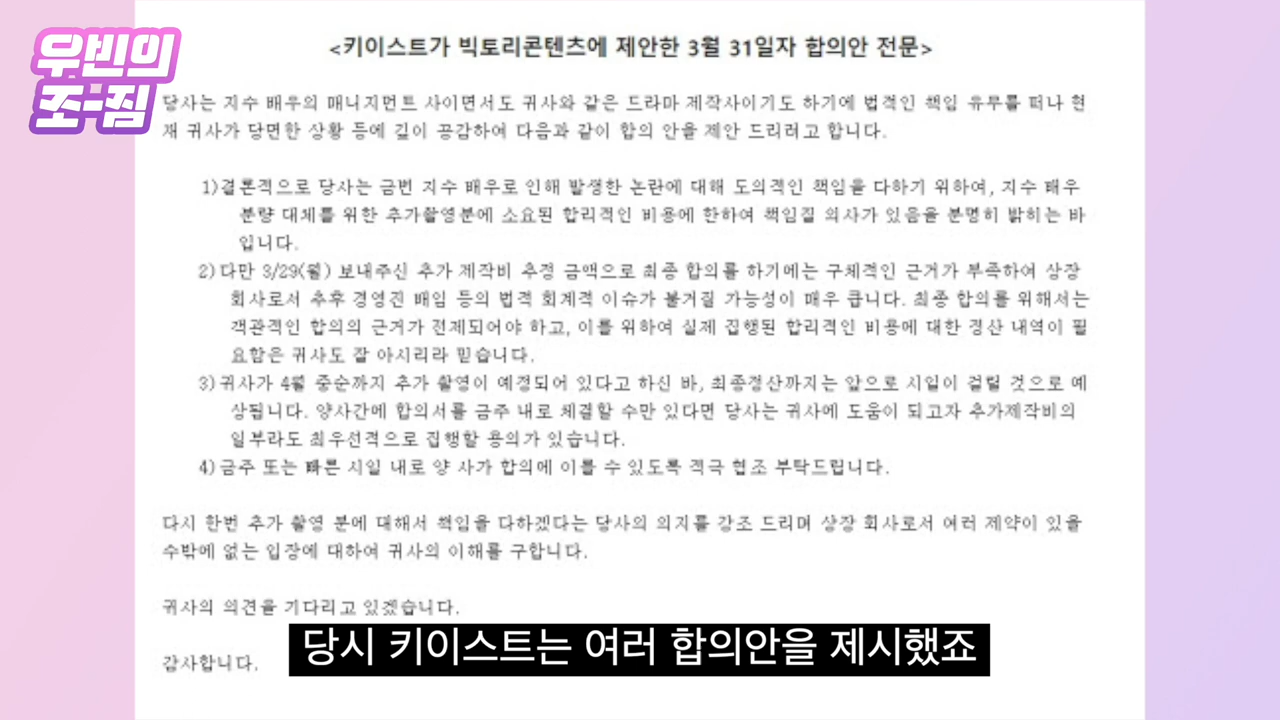 우빈의
조-짐
<키이스트가 빅토리콘텐츠에 제안한 3월 31일자 합의안 전문>
당사는 지수 배우의 매니지먼트 사이면서도 귀사와 같은 드라마 제작사이기도 하기에 법적인 책임 유무를 떠나 현
재 귀사가 당면한 상황 등에 깊이 공감하여 다음과 같이 합의 안을 제안 드리려고 합니다.
1) 결론적으로 당사는 금번 지수 배우로 인해 발생한 논란에 대해 도의적인 책임을 다하기 위하여, 지수 배우
분량 대체를 위한 추가촬영분에 소요된 합리적인 비용에 한하여 책임질 의사가 있음을 분명히 밝히는 바
입니다.
2) 다만 3/29(월) 보내주신 추가 제작비 추정 금액으로 최종 합의를 하기에는 구체적인 근거가 부족하여 상장
회사로서 추후 경영진 배임 등의 법적 회계적 이슈가 불거질 가능성이 매우 큽니다. 최종 합의를 위해서는
객관적인 합의의 근거가 전제되어야 하고, 이를 위하여 실제 집행된 합리적인 비용에 대한 정산 내역이 필
요함은 귀사도 잘 아시리라 믿습니다.
3) 귀사가 4월 중순까지 추가 촬영이 예정되어 있다고 하신 바, 최종정산까지는 앞으로 시일이 걸릴 것으로 예
상됩니다. 양사간에 합의서를 금주 내로 체결할 수만 있다면 당사는 귀사에 도움이 되고자 추가제작비의
일부라도 최우선적으로 집행할 용의가 있습니다.
4) 금주 또는 빠른 시일 내로 양 사가 합의에 이를 수 있도록 적극 협조 부탁드립니다.
다시 한번 추가 촬영 분에 대해서 책임을 다하겠다는 당사의 의지를 강조 드리며 상장 회사로서 여러 제약이 있을
수밖에 없는 입장에 대하여 귀사의 이해를 구합니다.
귀사의 의견을 기다리고 있겠습니다.
감사합니다.
당시 키이스트는 여러 합의안을 제시했죠